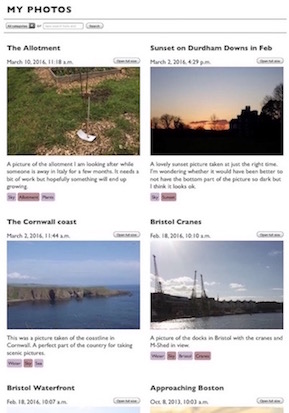 MY PHOTOS
All categories
or
Search
The Allotment
March 10, 2016, 11:18 a.m.
Open full size
A picture of the allotment I am looking after while
someone is away in Italy for a few months. It needs a
bit of work but hopefully something will end up
growing.
Sky Allotment Plants
Sunset on Durdham Downs in Feb
March 2, 2016, 4:29 p.m.
Open full size
A lovely sunset picture taken at just the right time.
I'm wondering whether it would have been better to
not have the bottom part of the picture so dark but
I think it looks ok.
Sky Sunset
The Cornwall coast
March 2, 2016, 11:44 a.m.
Open full size
This was a picture taken of the coastline in
Cornwall. A perfect part of the country for taking
scenic pictures.
Water Sky Sea
Bristol Cranes
Feb. 18, 2016, 10:10 a.m.
Open full size
A picture of the docks in Bristol with the cranes and
M-Shed in view.
Water Sky Bristol Cranes
Bristol Waterfront
Feb. 18, 2016, 10:07 a.m.
Open full size
Approaching Boston
Oct. 8, 2013, 10:03 a.m.
Open full size